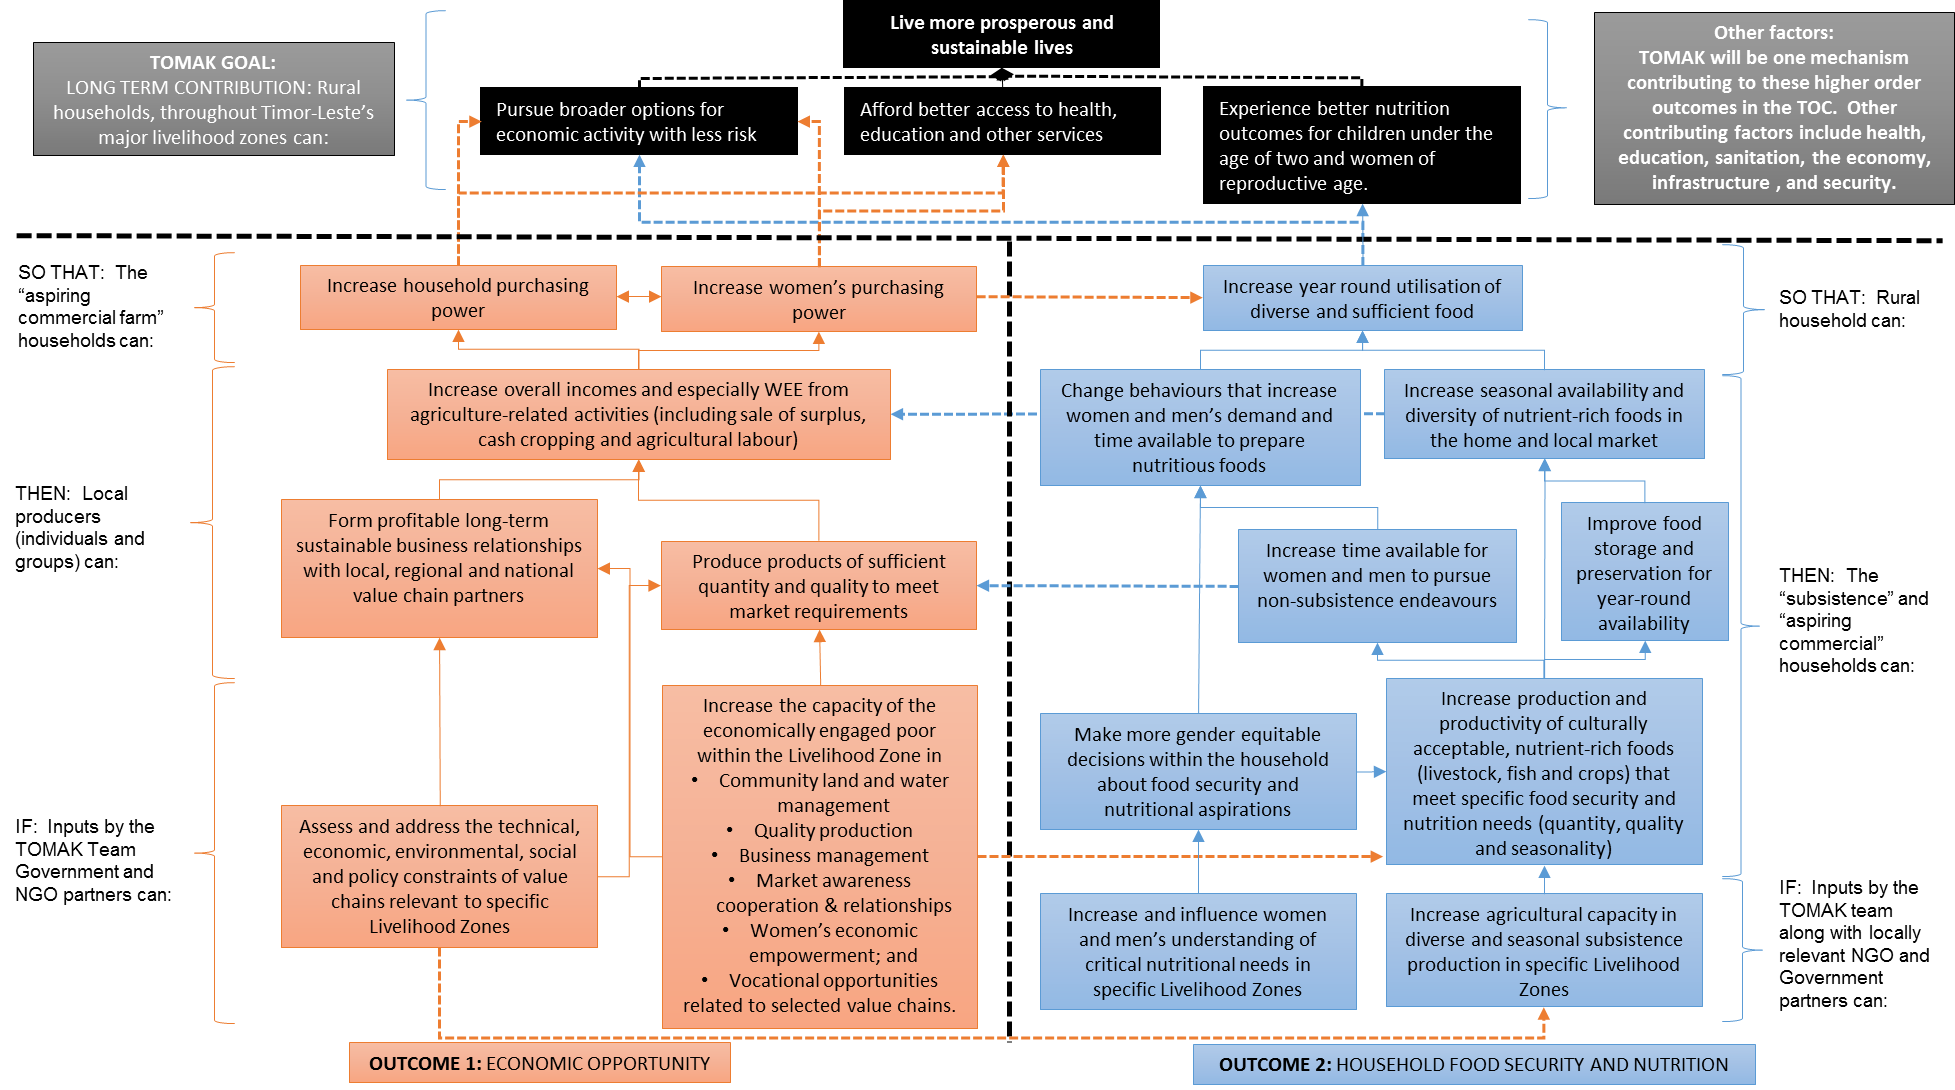 Live more prosperous and
sustainable lives
TOMAK GOAL:
LONG TERM CONTRIBUTION: Rural
households, throughout Timor-Leste’s
major livelihood zones can:
Pursue broader options for
economic activity with less risk
Afford better access to health,
education and other services
Experience better nutrition
outcomes for children under the
age of two and women of
reproductive age.
Other factors:
TOMAK will be one mechanism
contributing to these higher order
outcomes in the TOC.  Other
contributing factors include health,
education, sanitation, the economy,
infrastructure , and security.
SO THAT:  The
“aspiring
commercial farm”
households can:
Increase household purchasing
power
Increase women’s purchasing
power
Increase year round utilisation of
diverse and sufficient food
SO THAT:  Rural
household can:
Increase overall incomes and especially WEE from
agriculture-related activities (including sale of surplus,
cash cropping and agricultural labour)
Change behaviours that increase
women and men’s demand and
time available to prepare
nutritious foods
Increase seasonal availability and
diversity of nutrient-rich foods in
the home and local market
THEN:  Local
producers
(individuals and
groups) can:
Form profitable long-term
sustainable business relationships
with local, regional and national
value chain partners
Produce products of sufficient
quantity and quality to meet
market requirements
Increase time available for
women and men to pursue
non-subsistence endeavours
Improve food
storage and
preservation for
year-round
availability
THEN:  The
“subsistence” and
“aspiring
commercial”
households can:
Increase the capacity of the
economically engaged poor
within the Livelihood Zone in
• Community land and water
management
• Quality production
• Business management
• Market awareness
cooperation & relationships
• Women’s economic
empowerment; and
• Vocational opportunities
related to selected value chains.
Make more gender equitable
decisions within the household
about food security and
nutritional aspirations
Increase production and
productivity of culturally
acceptable, nutrient-rich foods
(livestock, fish and crops) that
meet specific food security and
nutrition needs (quantity, quality
and seasonality)
IF:  Inputs by the
TOMAK Team
Government and
NGO partners can:
Assess and address the technical,
economic, environmental, social
and policy constraints of value
chains relevant to specific
Livelihood Zones
Increase and influence women
and men’s understanding of
critical nutritional needs in
specific Livelihood Zones
Increase agricultural capacity in
diverse and seasonal subsistence
production in specific Livelihood
Zones
IF:  Inputs by the
TOMAK team
along with locally
relevant NGO and
Government
partners can:
OUTCOME 1: ECONOMIC OPPORTUNITY
OUTCOME 2: HOUSEHOLD FOOD SECURITY AND NUTRITION